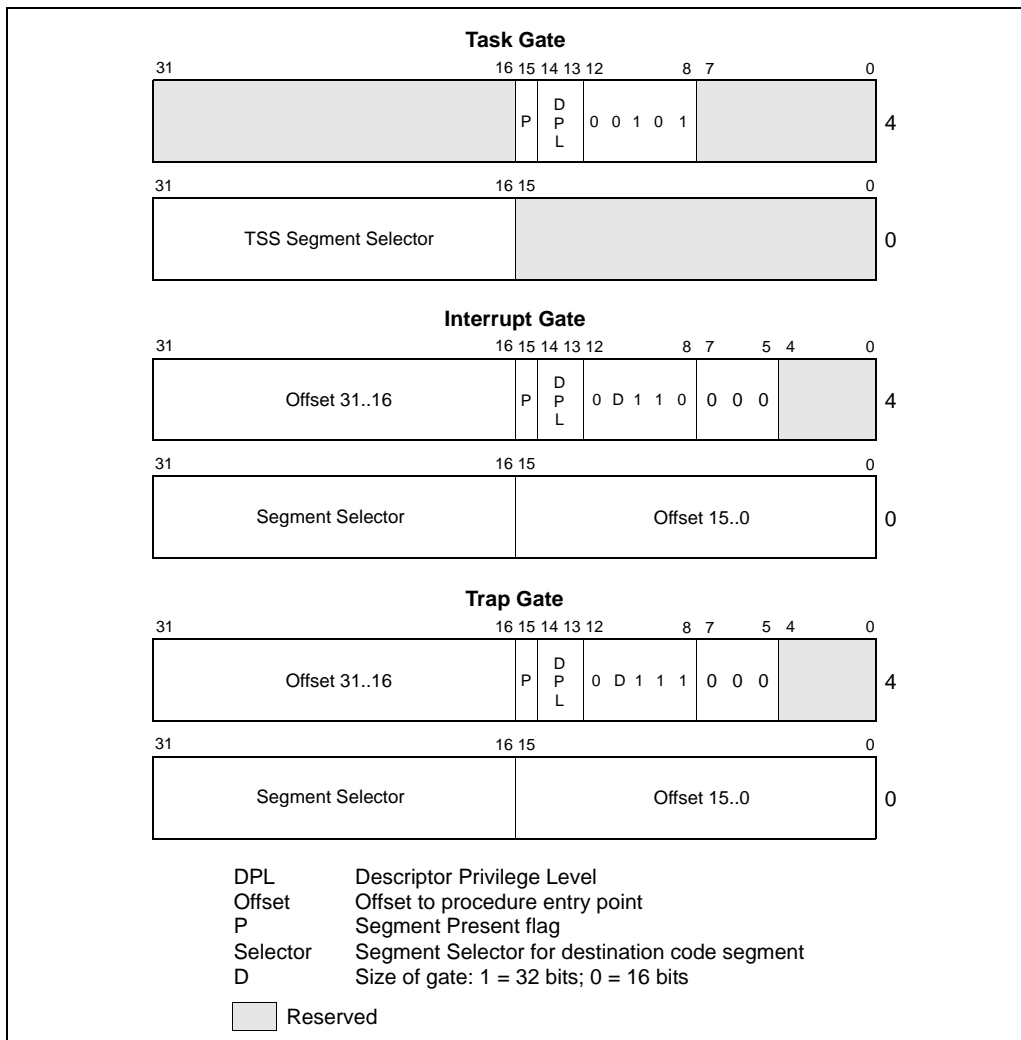 Task Gate
31 16 15 14 13 12 8 7 0
P DPL 0 0 1 0 1 4
31 16 15 0
TSS Segment Selector 0
Interrupt Gate
31 16 15 14 13 12 8 7 5 4 0
Offset 31..16 P DPL 0 D 1 1 0 0 0 0 4
31 16 15 0
Segment Selector Offset 15..0 0
Trap Gate
31 16 15 14 13 12 8 7 5 4 0
Offset 31..16 P DPL 0 D 1 1 1 0 0 0 4
31 16 15 0
Segment Selector Offset 15..0 0
DPL Descriptor Privilege Level
Offset Offset to procedure entry point
P Segment Present flag
Selector Segment Selector for destination code segment
D Size of gate: 1 = 32 bits; 0 = 16 bits
Reserved